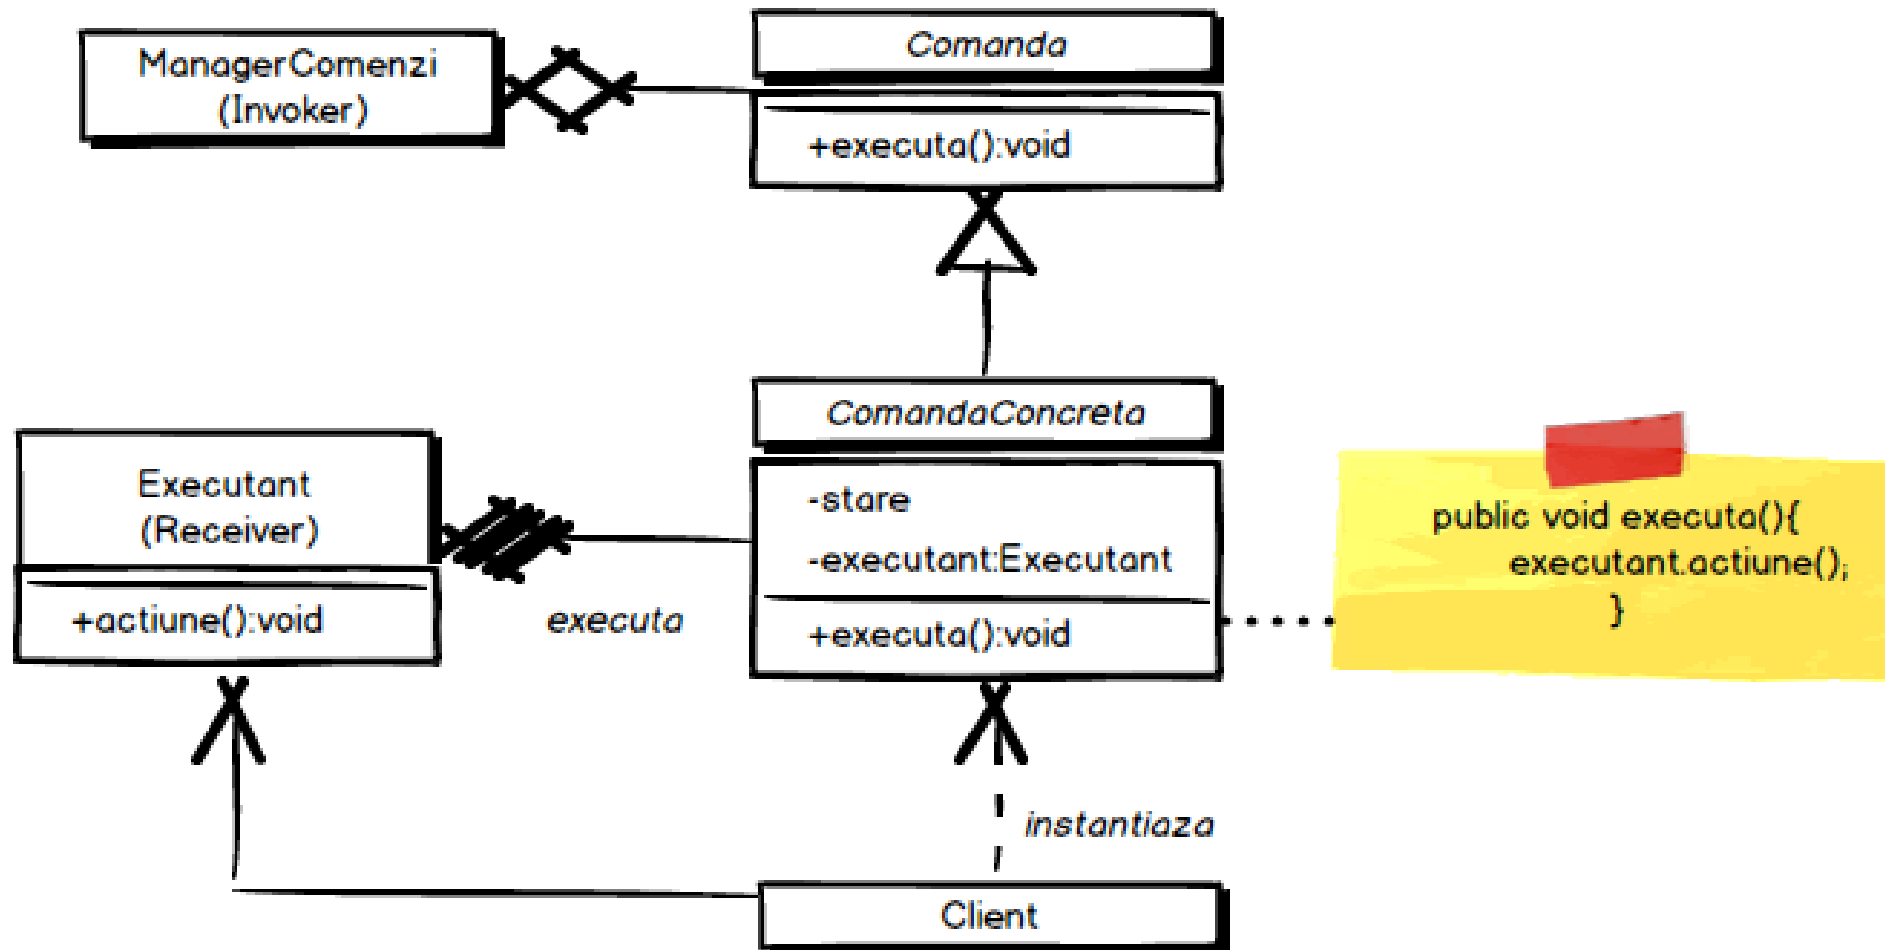 ManagerComenzi
(Invoker)
Comanda
+executa():void
ComandaConcreta
-stare
-executant:Executant
+executa():void
Executant
(Receiver)
+actiune():void
executa
public void executa(){
executant.actiune();
}
instantiaza
Client